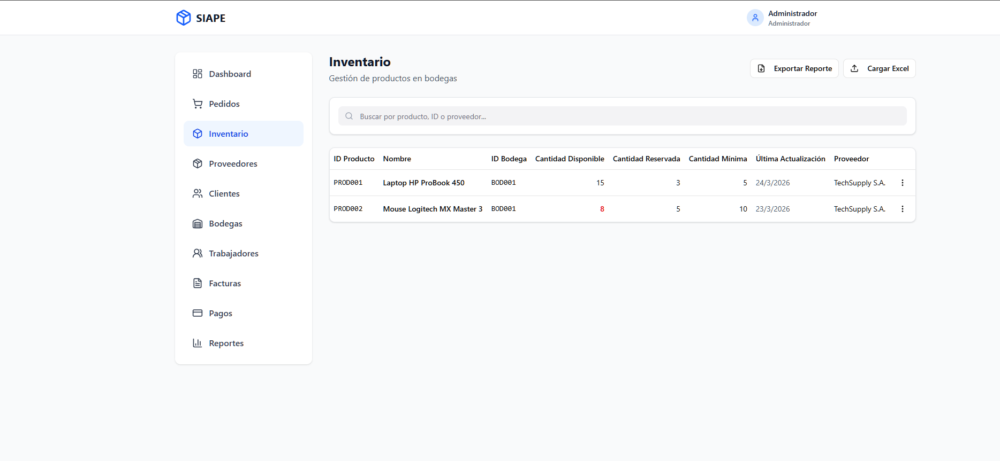 SIAPE
Administrador
Administrador
Dashboard
Pedidos
Inventario
Proveedores
Clientes
Bodegas
Trabajadores
Facturas
Pagos
Reportes
Inventario
Gestión de productos en bodegas
Exportar Reporte
Cargar Excel
Buscar por producto, ID o proveedor...
ID Producto Nombre ID Bodega Cantidad Disponible Cantidad Reservada Cantidad Mínima Última Actualización Proveedor
PROD001 Laptop HP ProBook 450 BOD001 15 3 5 24/3/2026 TechSupply S.A.
PROD002 Mouse Logitech MX Master 3 BOD001 8 5 10 23/3/2026 TechSupply S.A.